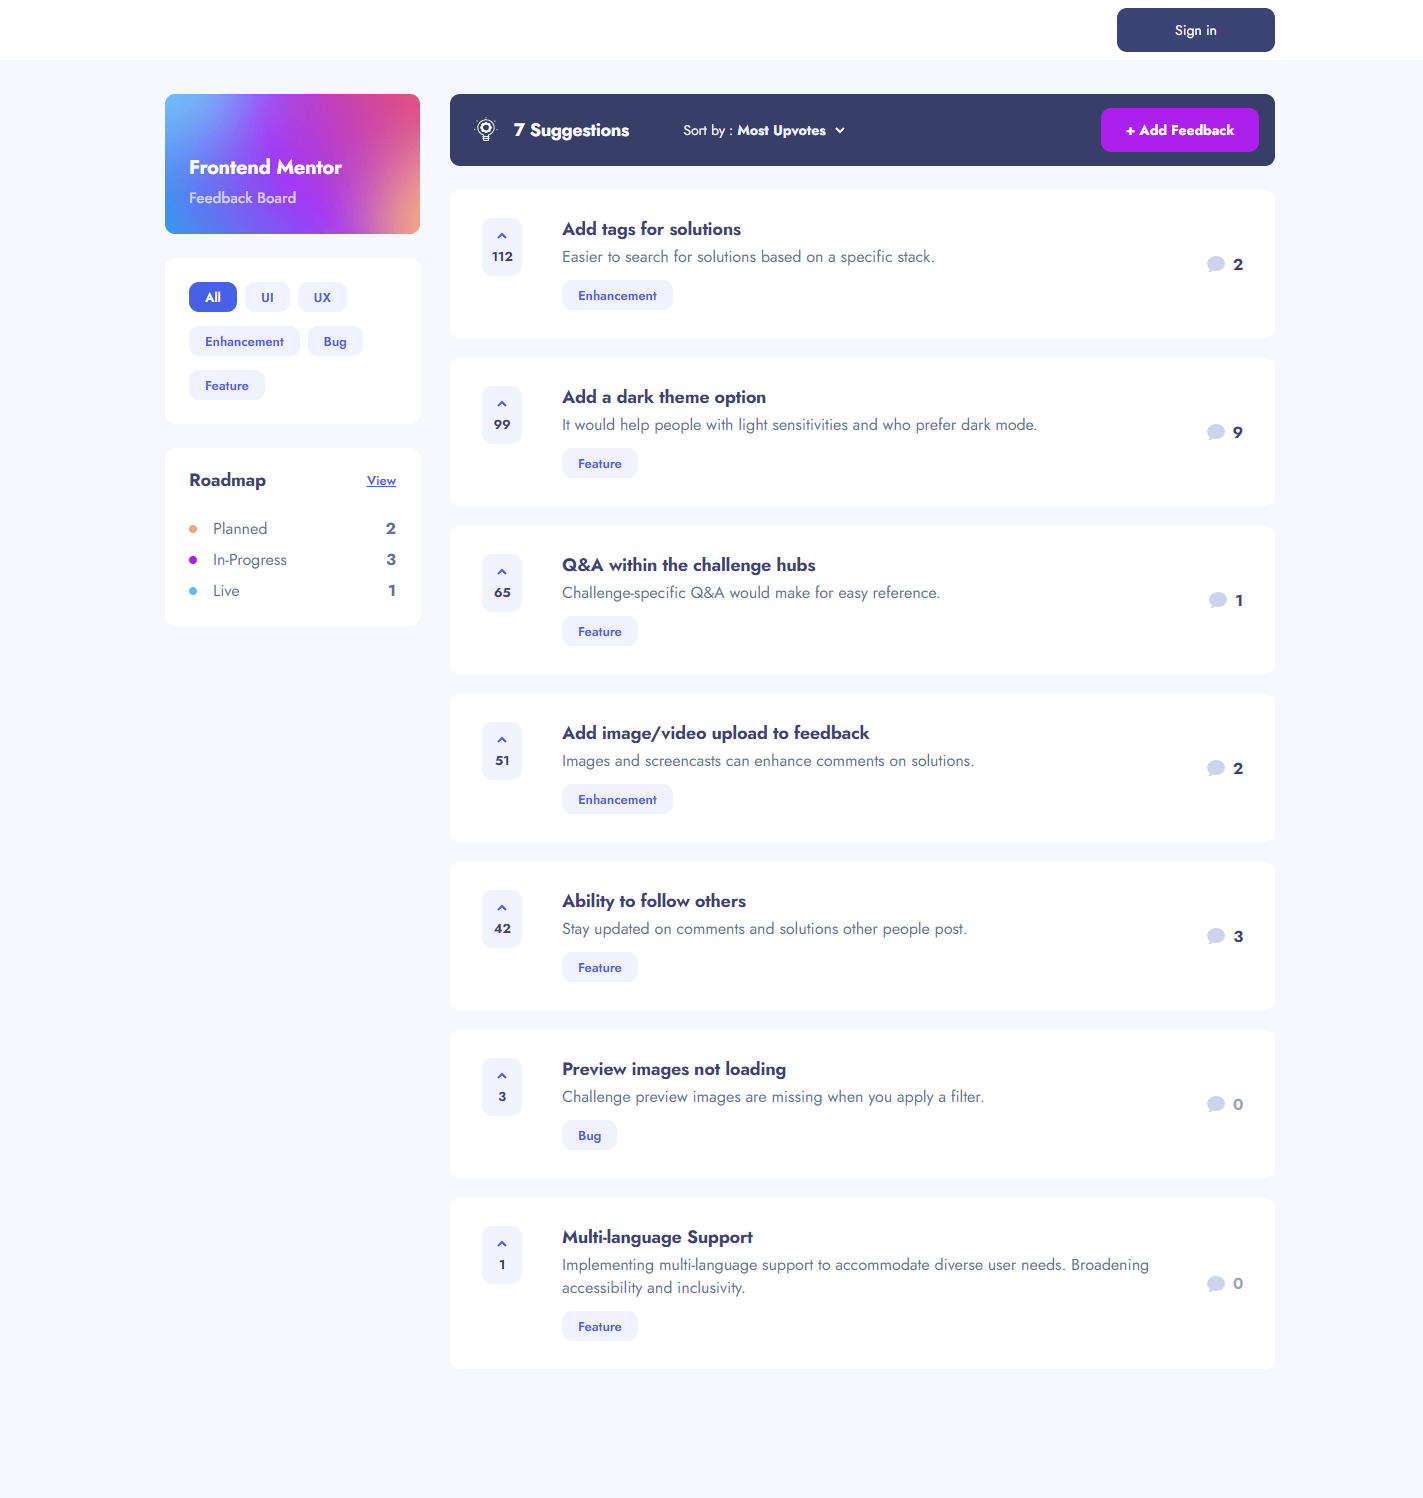 Sign in
Frontend Mentor
Feedback Board
All UI UX
Enhancement Bug
Feature
Roadmap View
Planned 2
In-Progress 3
Live 1
7 Suggestions Sort by : Most Upvotes + Add Feedback
112
Add tags for solutions
Easier to search for solutions based on a specific stack.
Enhancement
2
99
Add a dark theme option
It would help people with light sensitivities and who prefer dark mode.
Feature
9
65
Q&A within the challenge hubs
Challenge-specific Q&A would make for easy reference.
Feature
1
51
Add image/video upload to feedback
Images and screencasts can enhance comments on solutions.
Enhancement
2
42
Ability to follow others
Stay updated on comments and solutions other people post.
Feature
3
3
Preview images not loading
Challenge preview images are missing when you apply a filter.
Bug
0
1
Multi-language Support
Implementing multi-language support to accommodate diverse user needs. Broadening
accessibility and inclusivity.
Feature
0